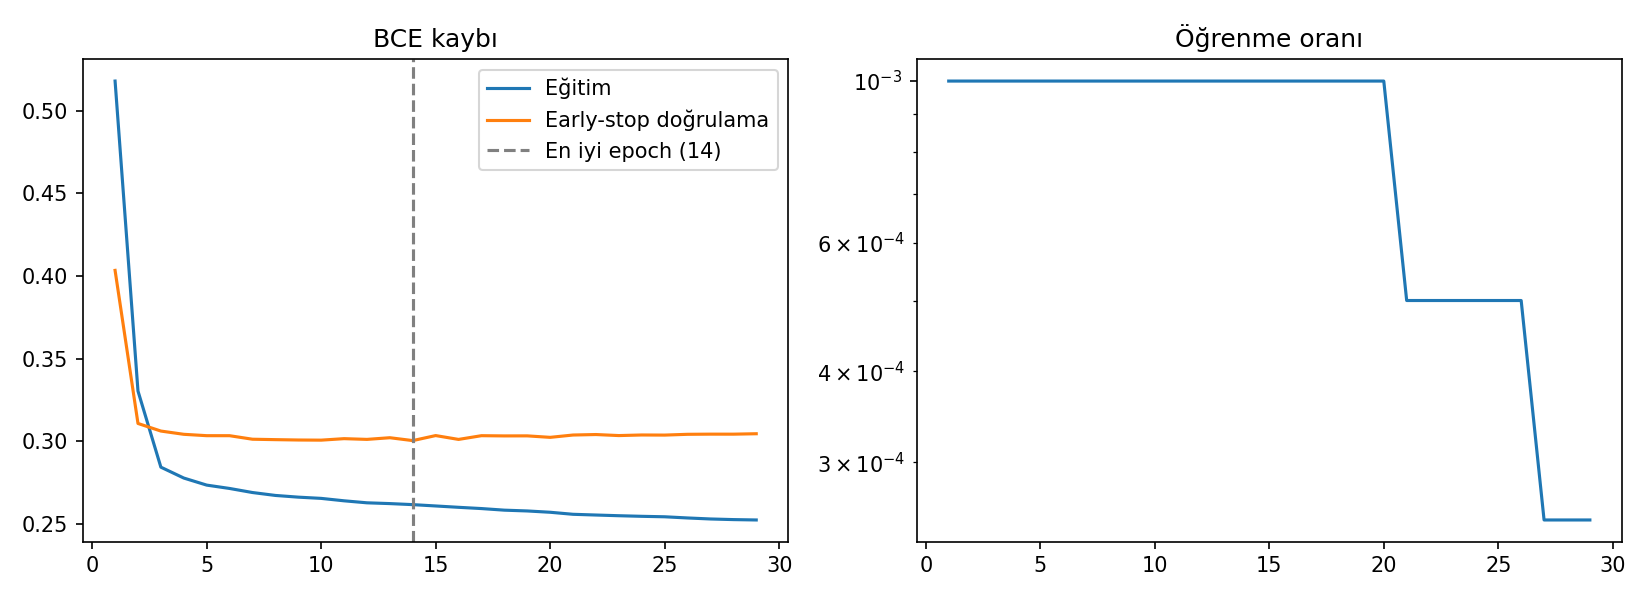 BCE kaybı
0.50
0.45
0.40
0.35
0.30
0.25
0 5 10 15 20 25 30
Eğitim
Early-stop doğrulama
En iyi epoch (14)
Öğrenme oranı
10⁻³
6 × 10⁻⁴
4 × 10⁻⁴
3 × 10⁻⁴
0 5 10 15 20 25 30